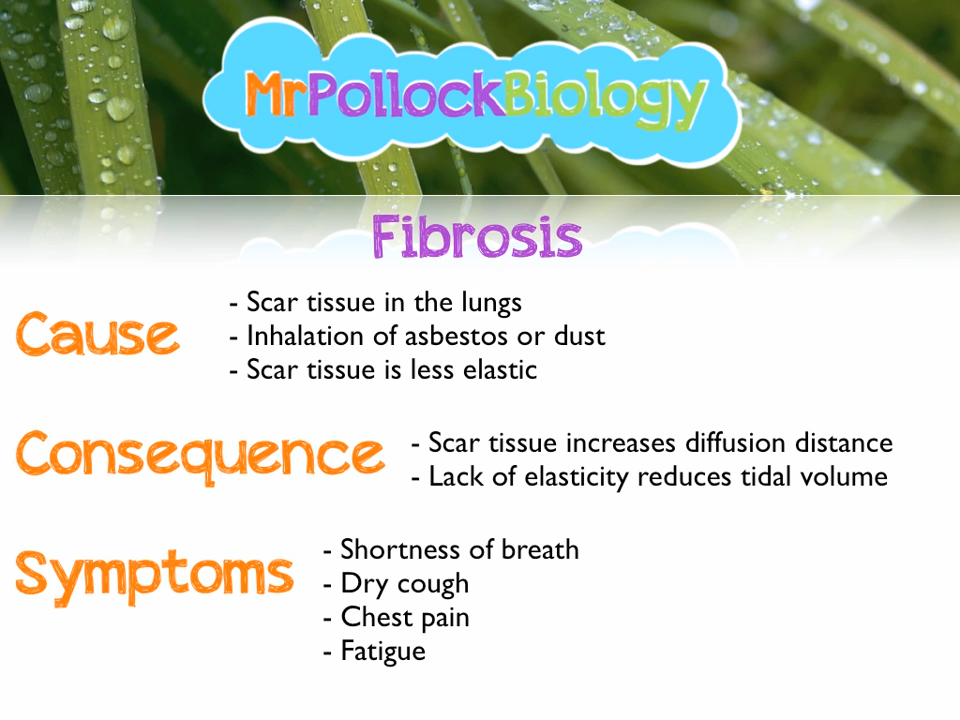 MrPollockBiology
Fibrosis
Cause
- Scar tissue in the lungs
- Inhalation of asbestos or dust
- Scar tissue is less elastic
Consequence
- Scar tissue increases diffusion distance
- Lack of elasticity reduces tidal volume
Symptoms
- Shortness of breath
- Dry cough
- Chest pain
- Fatigue